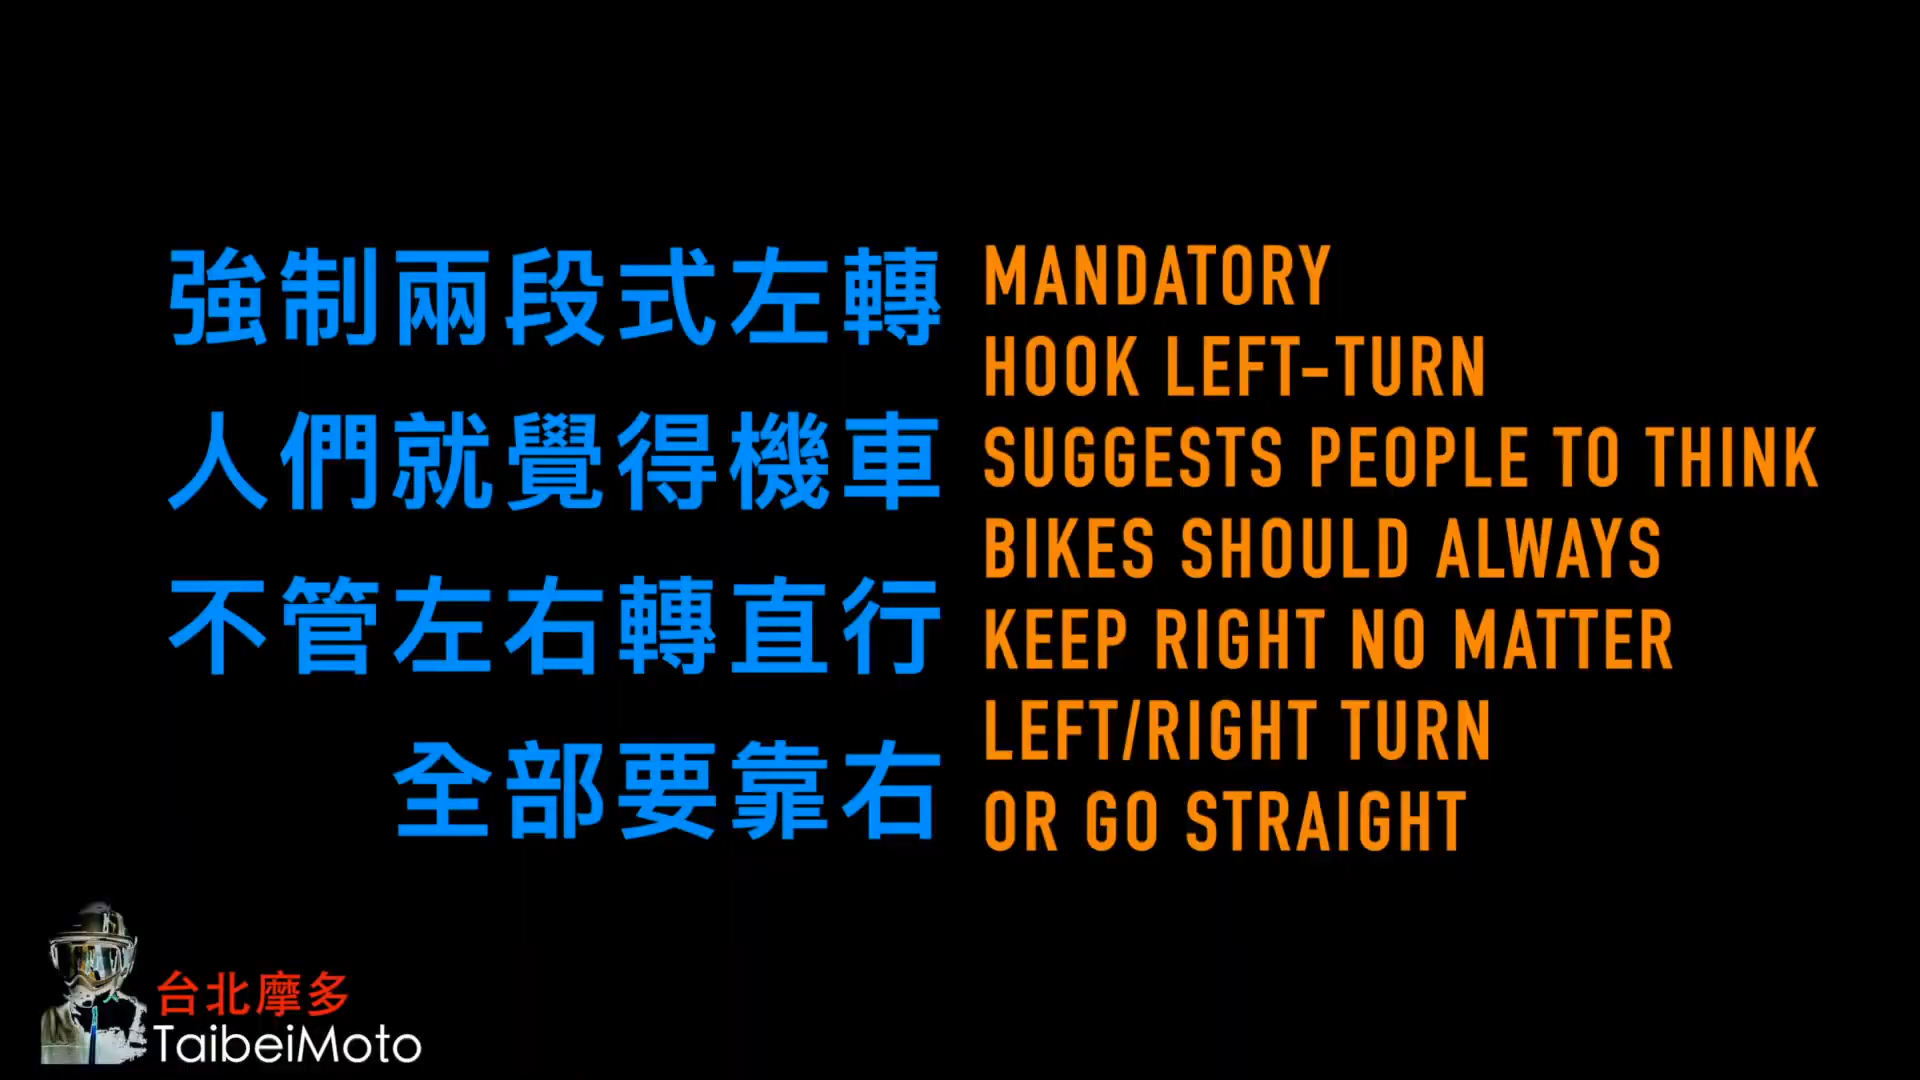 強制兩段式左轉
人們就覺得機車
不管左右轉直行
全部要靠右
MANDATORY
HOOK LEFT-TURN
SUGGESTS PEOPLE TO THINK
BIKES SHOULD ALWAYS
KEEP RIGHT NO MATTER
LEFT/RIGHT TURN
OR GO STRAIGHT
台北摩多
TaibeiMoto